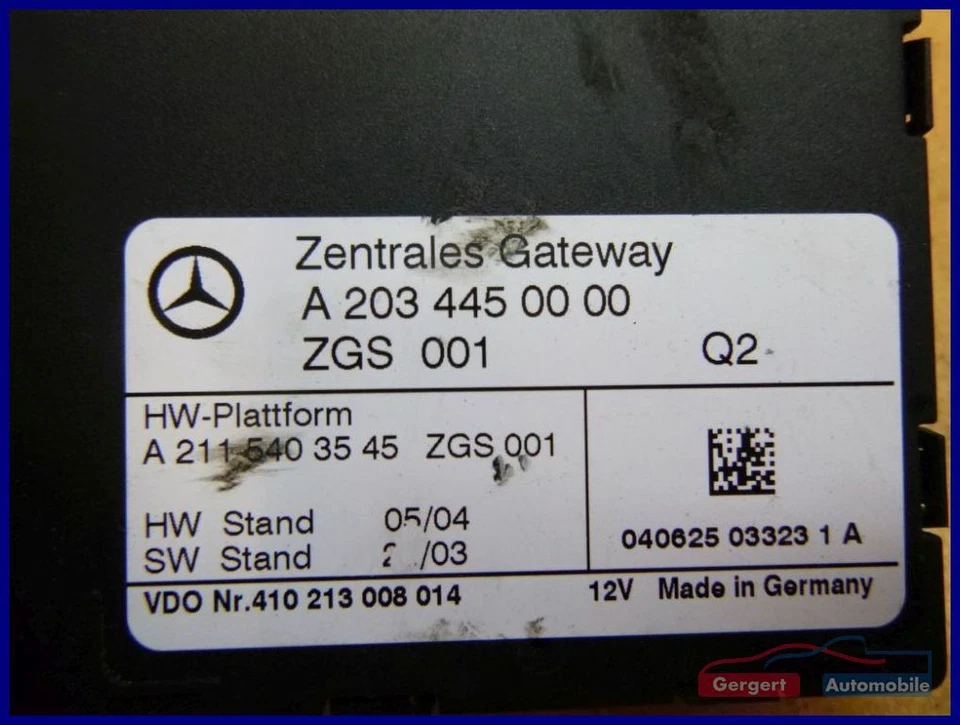 Zentrales Gateway
A 203 445 00 00
ZGS 001 Q2
HW-Plattform
A 211 540 35 45 ZGS 001
HW Stand 05/04
SW Stand /03
040625 03323 1 A
VDO Nr.410 213 008 014 12V Made in Germany
Gergert Automobile